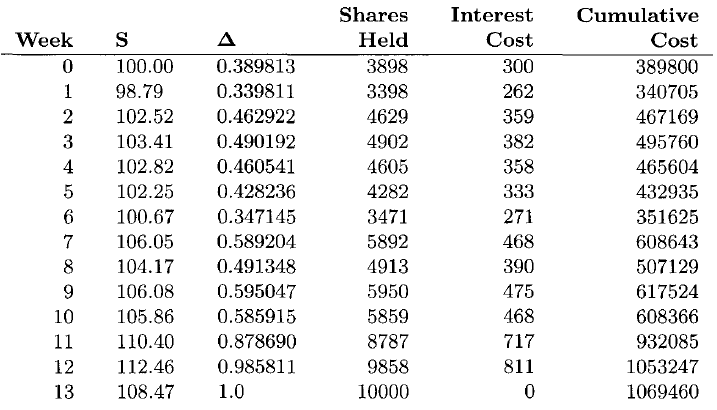 Shares Interest Cumulative
Week S Δ Held Cost Cost
0 100.00 0.389813 3898 300 389800
1 98.79 0.339811 3398 262 340705
2 102.52 0.462922 4629 359 467169
3 103.41 0.490192 4902 382 495760
4 102.82 0.460541 4605 358 465604
5 102.25 0.428236 4282 333 432935
6 100.67 0.347145 3471 271 351625
7 106.05 0.589204 5892 468 608643
8 104.17 0.491348 4913 390 507129
9 106.08 0.595047 5950 475 617524
10 105.86 0.585915 5859 468 608366
11 110.40 0.878690 8787 717 932085
12 112.46 0.985811 9858 811 1053247
13 108.47 1.0 10000 0 1069460